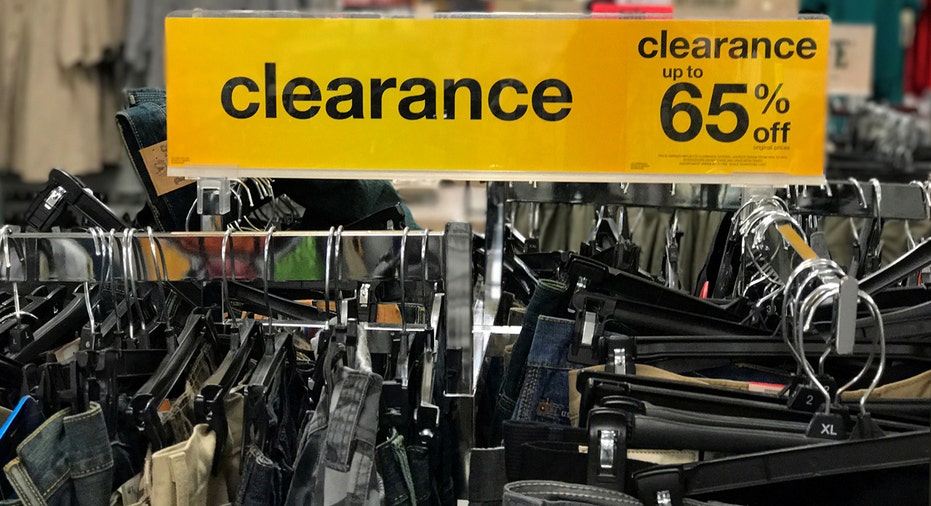 clearance
clearance
up to
65%
off
original prices
2
XL